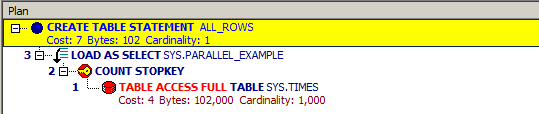 Plan
CREATE TABLE STATEMENT ALL_ROWS
Cost: 7 Bytes: 102 Cardinality: 1
3 LOAD AS SELECT SYS.PARALLEL_EXAMPLE
2 COUNT STOPKEY
1 TABLE ACCESS FULL TABLE SYS.TIMES
Cost: 4 Bytes: 102,000 Cardinality: 1,000